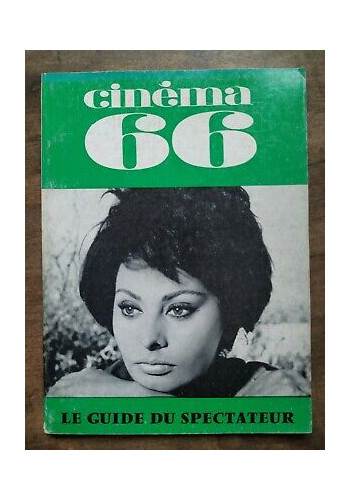 cinéma
66
LE GUIDE DU SPECTATEUR